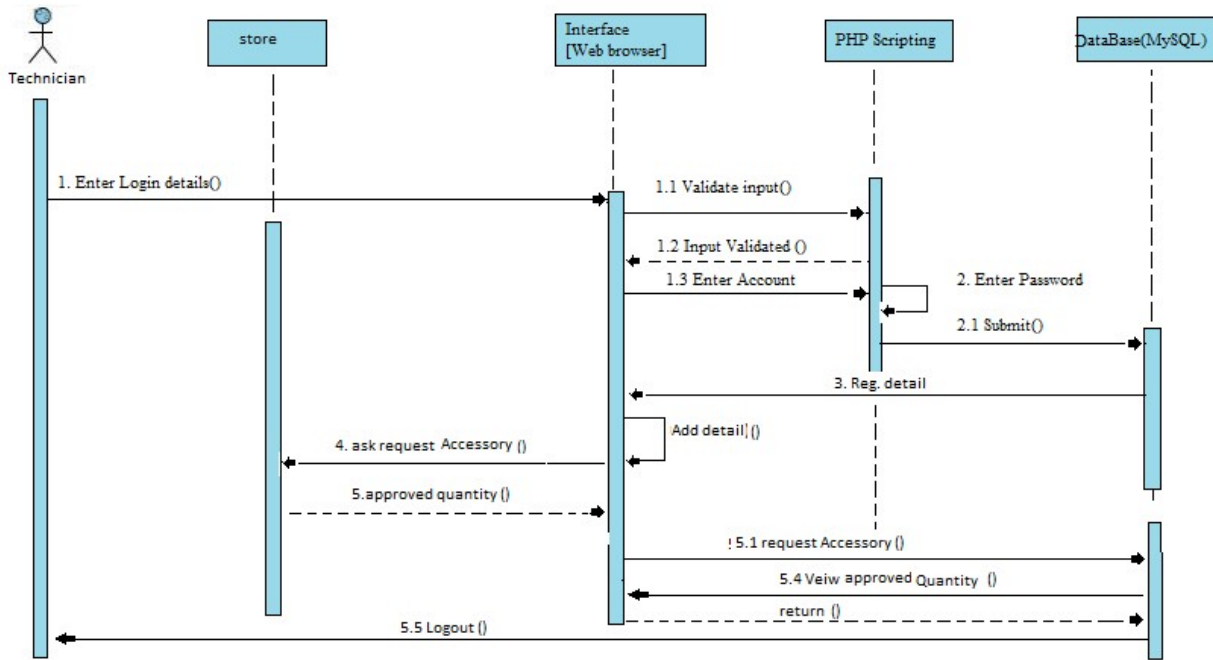 Technician
store
Interface
[Web browser]
PHP Scripting
DataBase(MySQL)
1. Enter Login details()
1.1 Validate input()
1.2 Input Validated ()
1.3 Enter Account
2. Enter Password
2.1 Submit()
3. Reg. detail
Add detail ()
4. ask request Accessory ()
5.approved quantity ()
5.1 request Accessory ()
5.4 Veiw approved Quantity ()
return ()
5.5 Logout ()